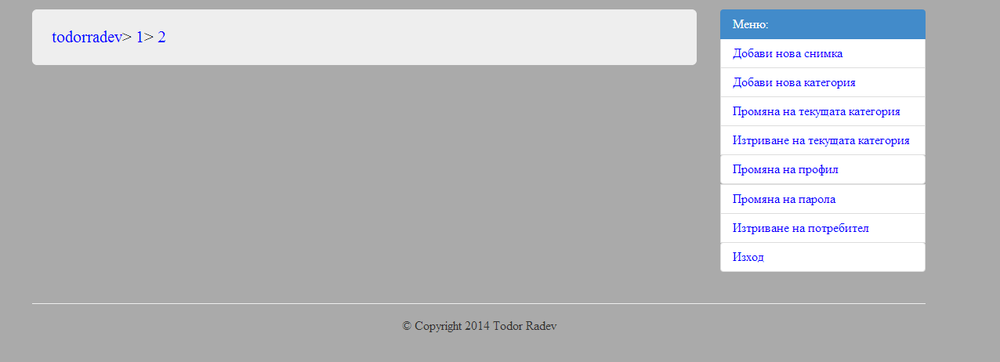 todorradev> 1> 2
Меню:
Добави нова снимка
Добави нова категория
Промяна на текущата категория
Изтриване на текущата категория
Промяна на профил
Промяна на парола
Изтриване на потребител
Изход
© Copyright 2014 Todor Radev